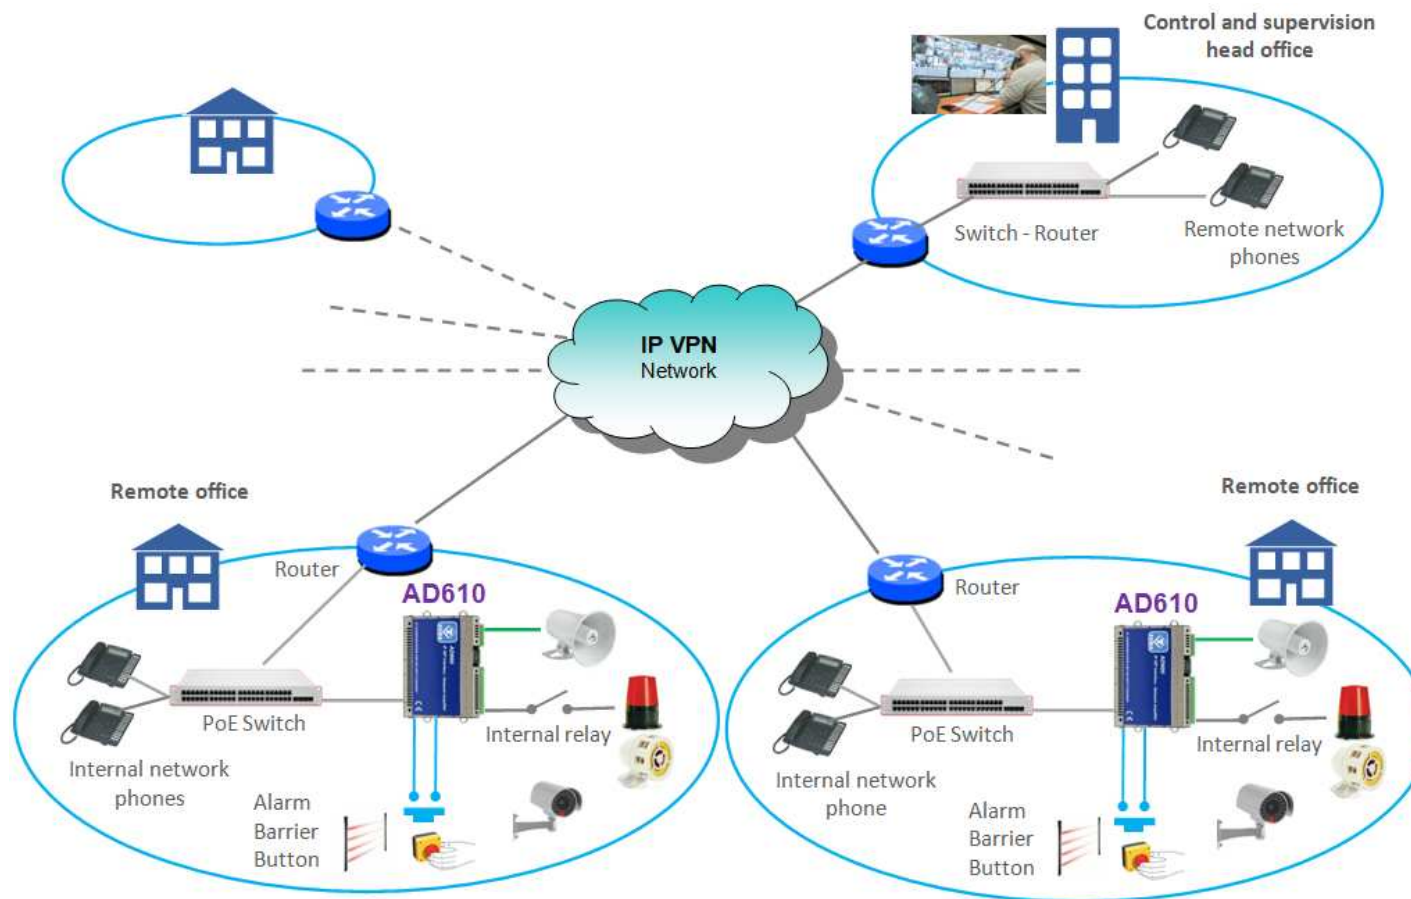 Control and supervision
head office
Switch - Router
Remote network
phones
IP VPN
Network
Remote office
Router
AD610
PoE Switch
Internal relay
Internal network
phones
Alarm
Barrier
Button
Remote office
Router
AD610
PoE Switch
Internal relay
Internal network
phone
Alarm
Barrier
Button